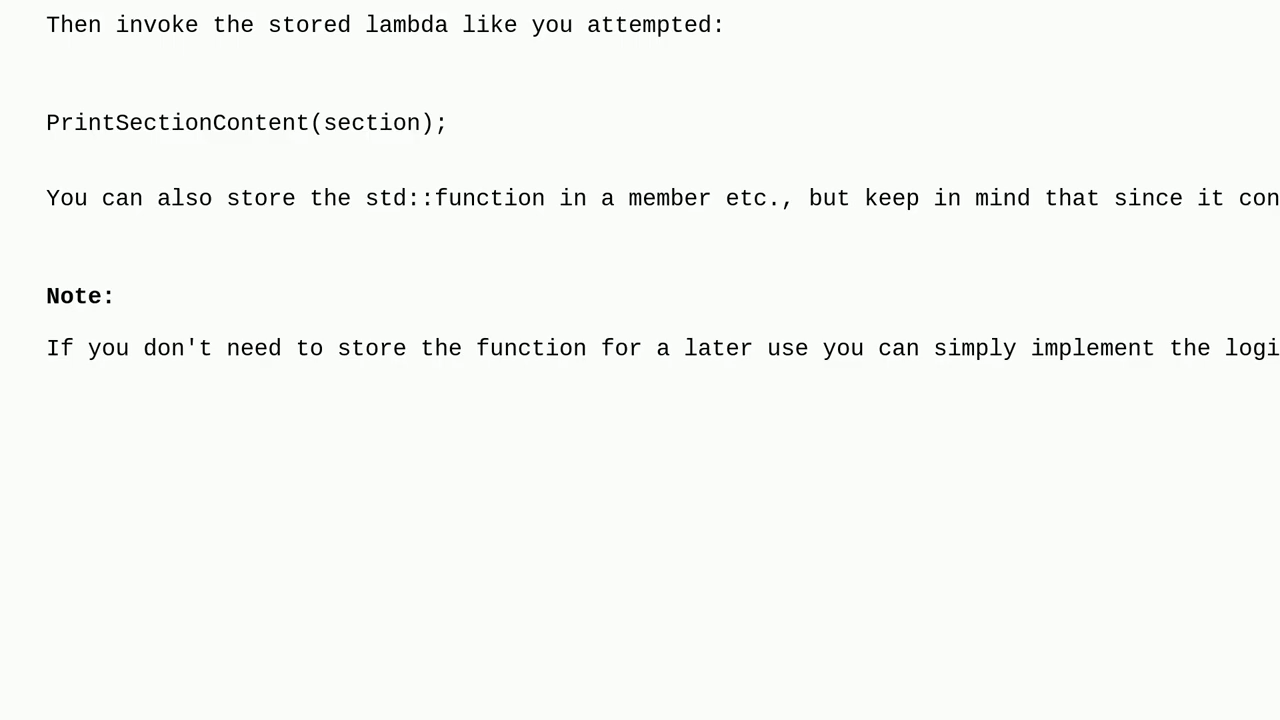 Then invoke the stored lambda like you attempted:
PrintSectionContent(section);
You can also store the std::function in a member etc., but keep in mind that since it con
Note:
If you don't need to store the function for a later use you can simply implement the logi